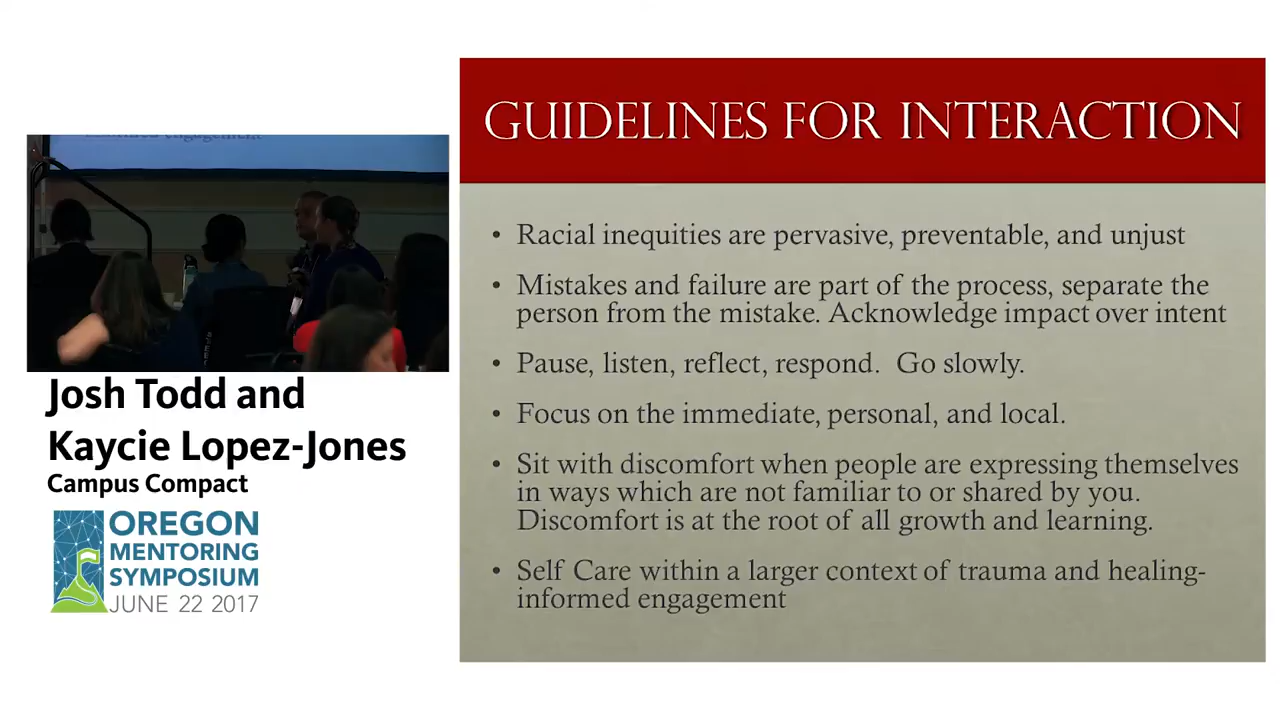 GUIDELINES FOR INTERACTION
• Racial inequities are pervasive, preventable, and unjust
• Mistakes and failure are part of the process, separate the
person from the mistake. Acknowledge impact over intent
• Pause, listen, reflect, respond.  Go slowly.
• Focus on the immediate, personal, and local.
• Sit with discomfort when people are expressing themselves
in ways which are not familiar to or shared by you.
Discomfort is at the root of all growth and learning.
• Self Care within a larger context of trauma and healing-
informed engagement
Josh Todd and
Kaycie Lopez-Jones
Campus Compact
OREGON
MENTORING
SYMPOSIUM
JUNE 22 2017